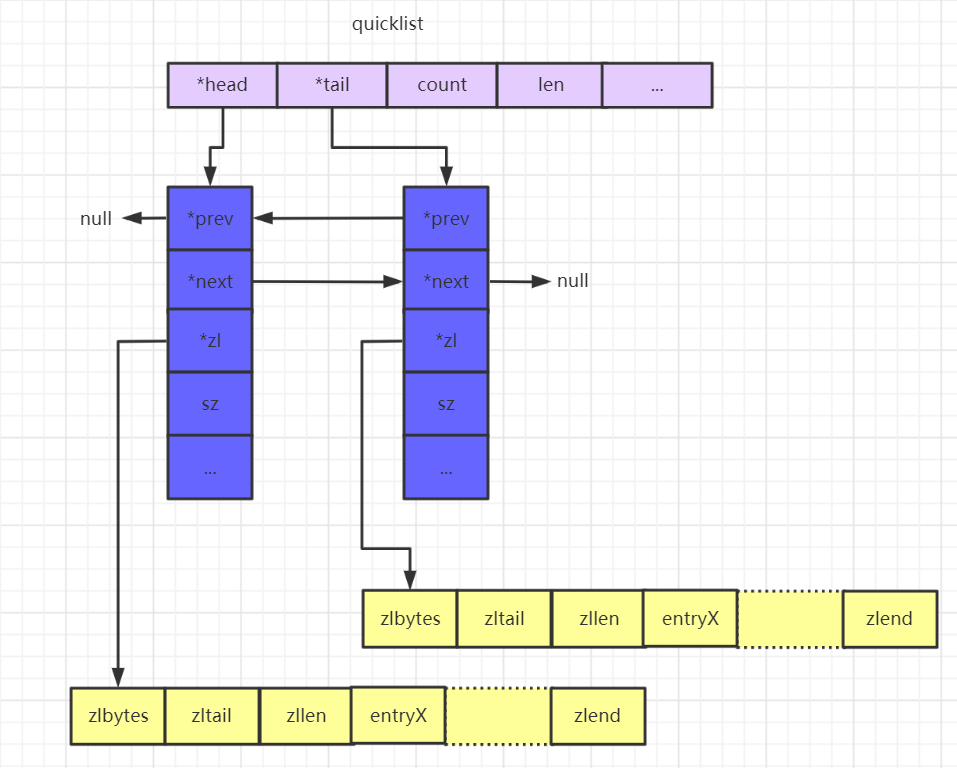 quicklist
*head *tail count len ...
null *prev *prev
*next *next null
*zl *zl
sz sz
... ...
zlbytes zltail zllen entryX zlend
zlbytes zltail zllen entryX zlend